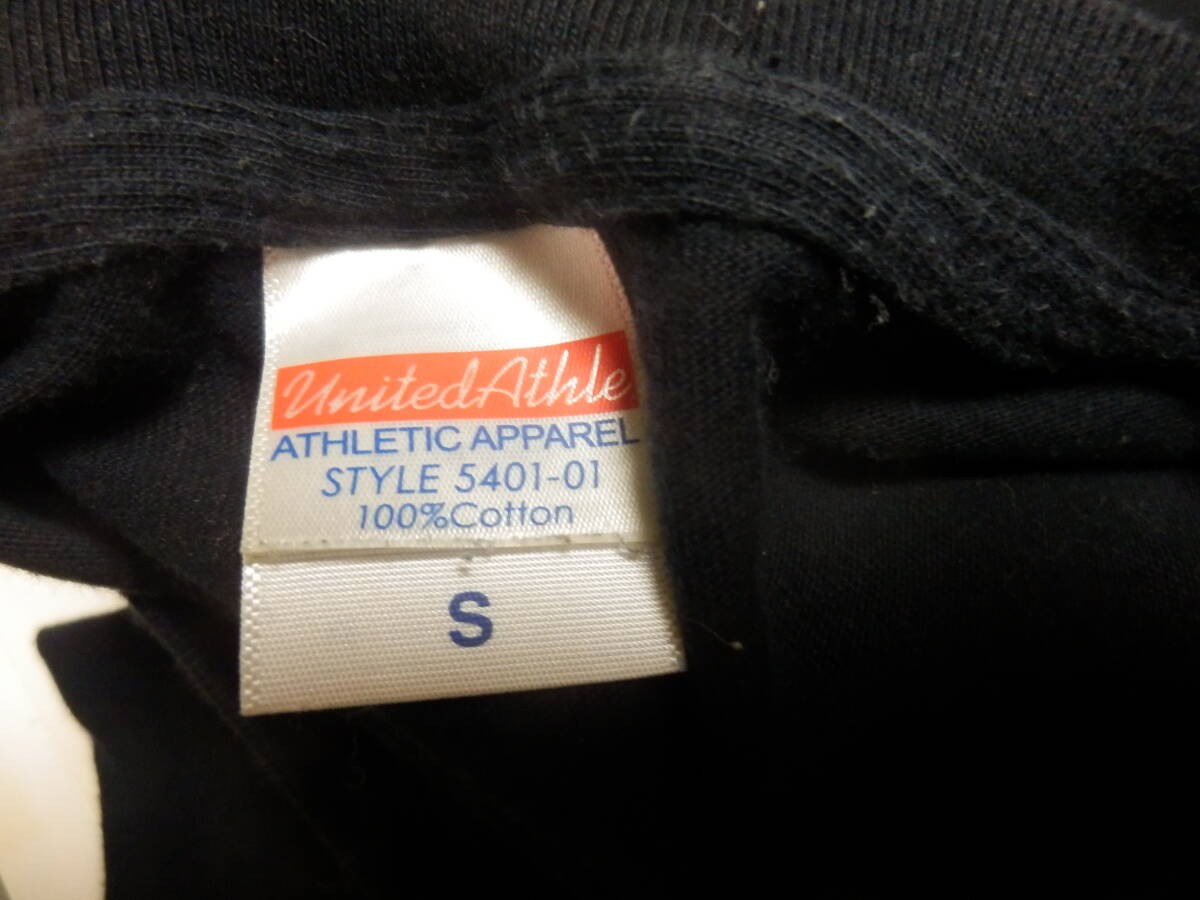 UnitedAthle
ATHLETIC APPAREL
STYLE 5401-01
100%Cotton
S